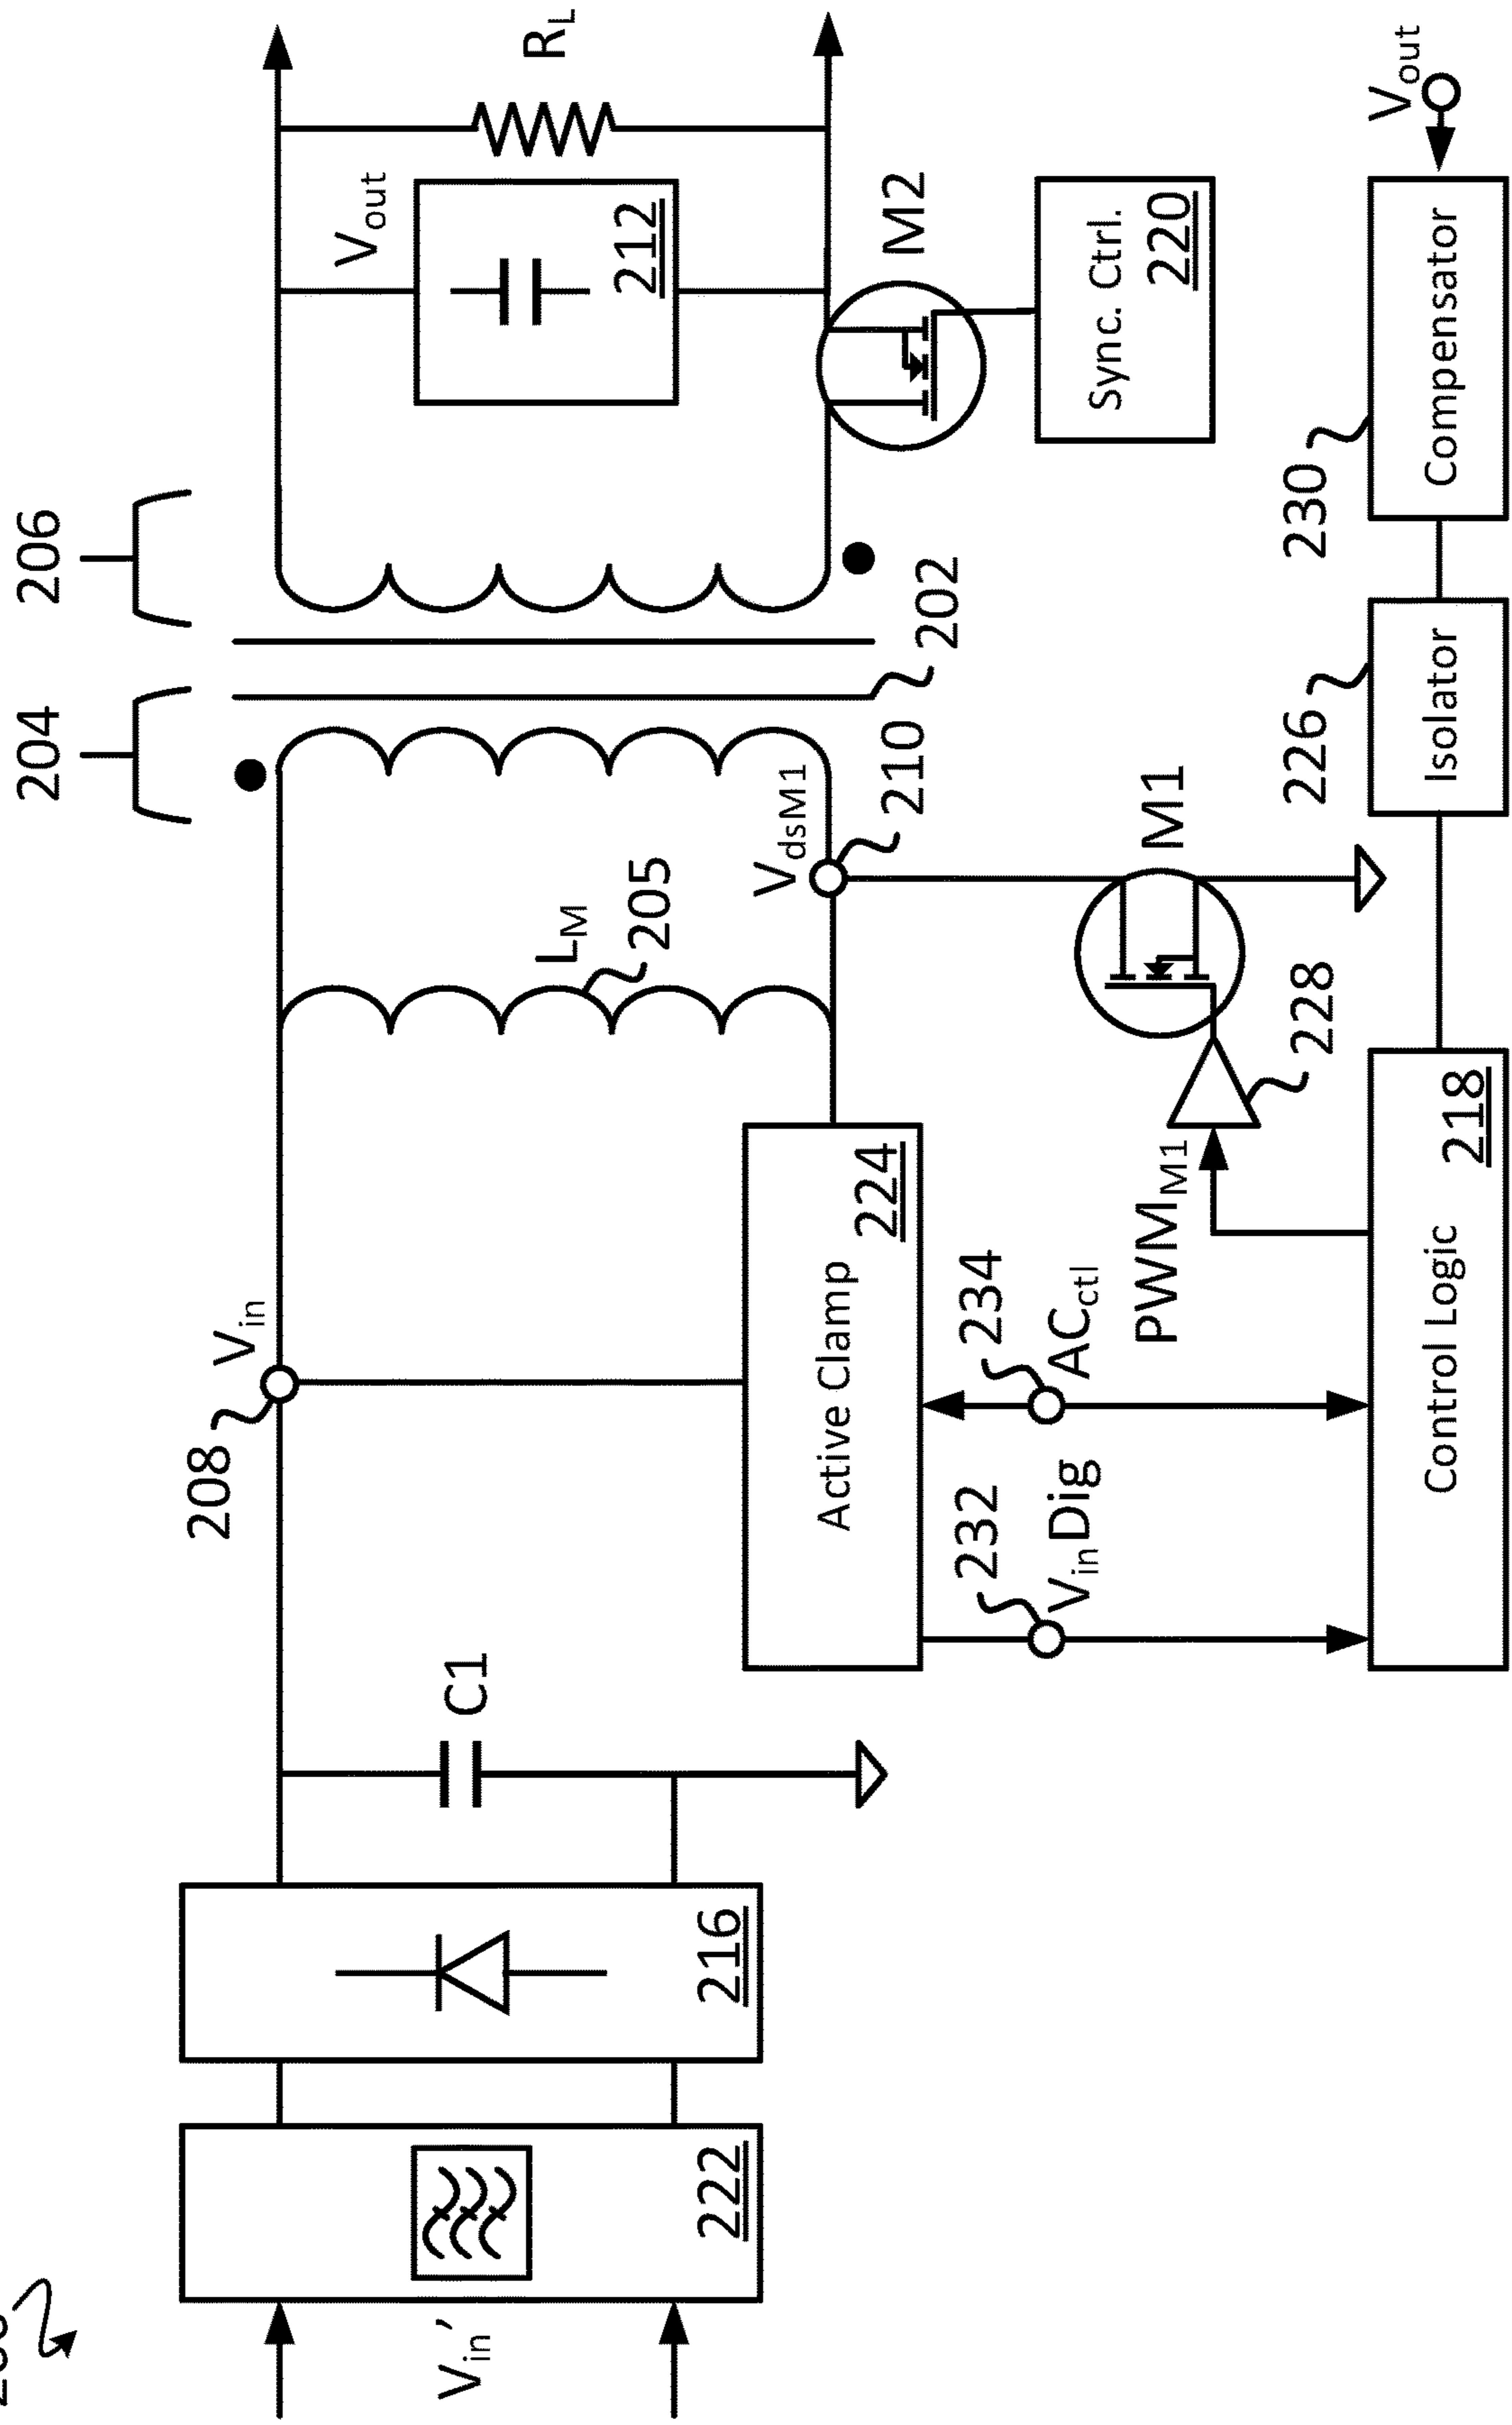 204
206
208
V_in
V_out
V_in'
C1
L_M
R_L
205
212
222
216
V_dsM1
Active Clamp
224
210
202
M2
232
234
V_inDig
AC_ctl
Sync. Ctrl.
220
PWM_M1
M1
228
226
230
V_out
Control Logic
218
Isolator
Compensator